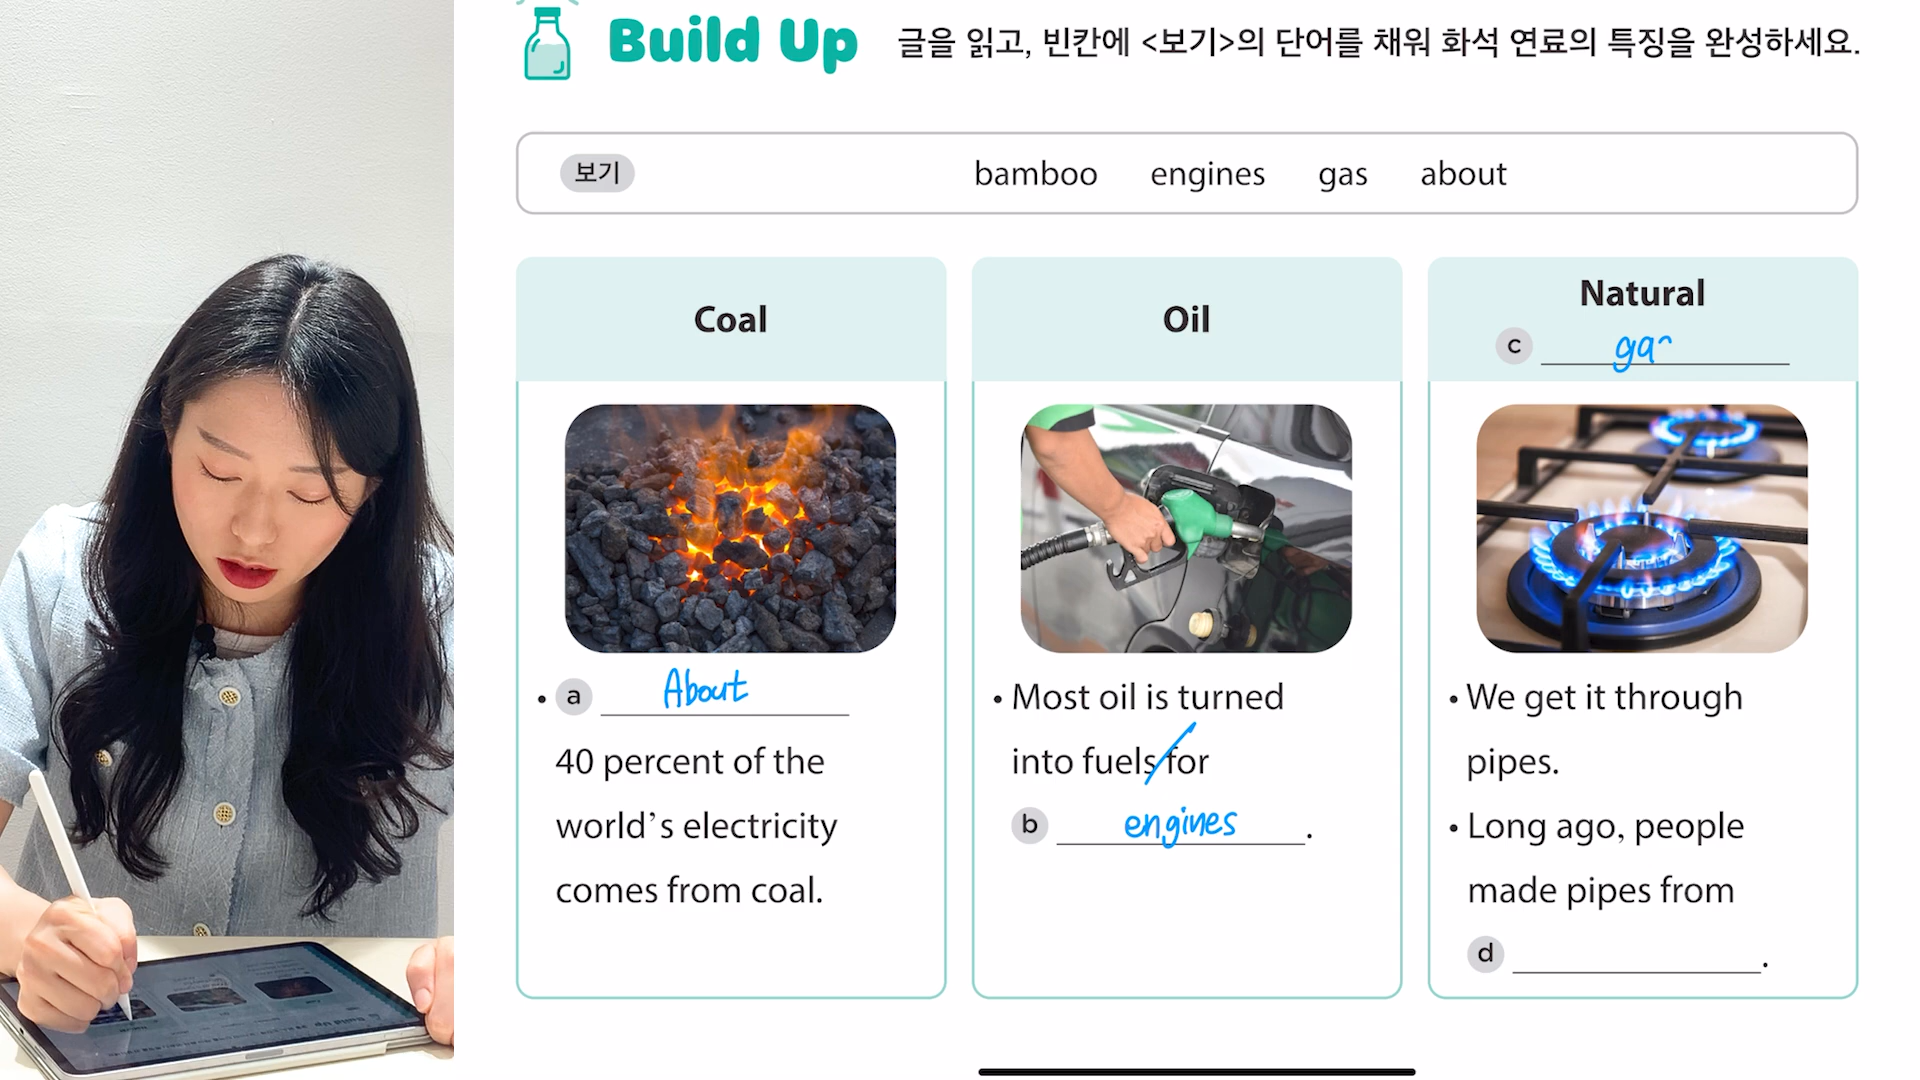 Build Up 글을 읽고, 빈칸에 <보기>의 단어를 채워 화석 연료의 특징을 완성하세요.
보기 bamboo engines gas about
Coal
a About
40 percent of the
world's electricity
comes from coal.
Oil
Most oil is turned
into fuels for
b engines.
Natural
c ga
We get it through
pipes.
Long ago, people
made pipes from
d .